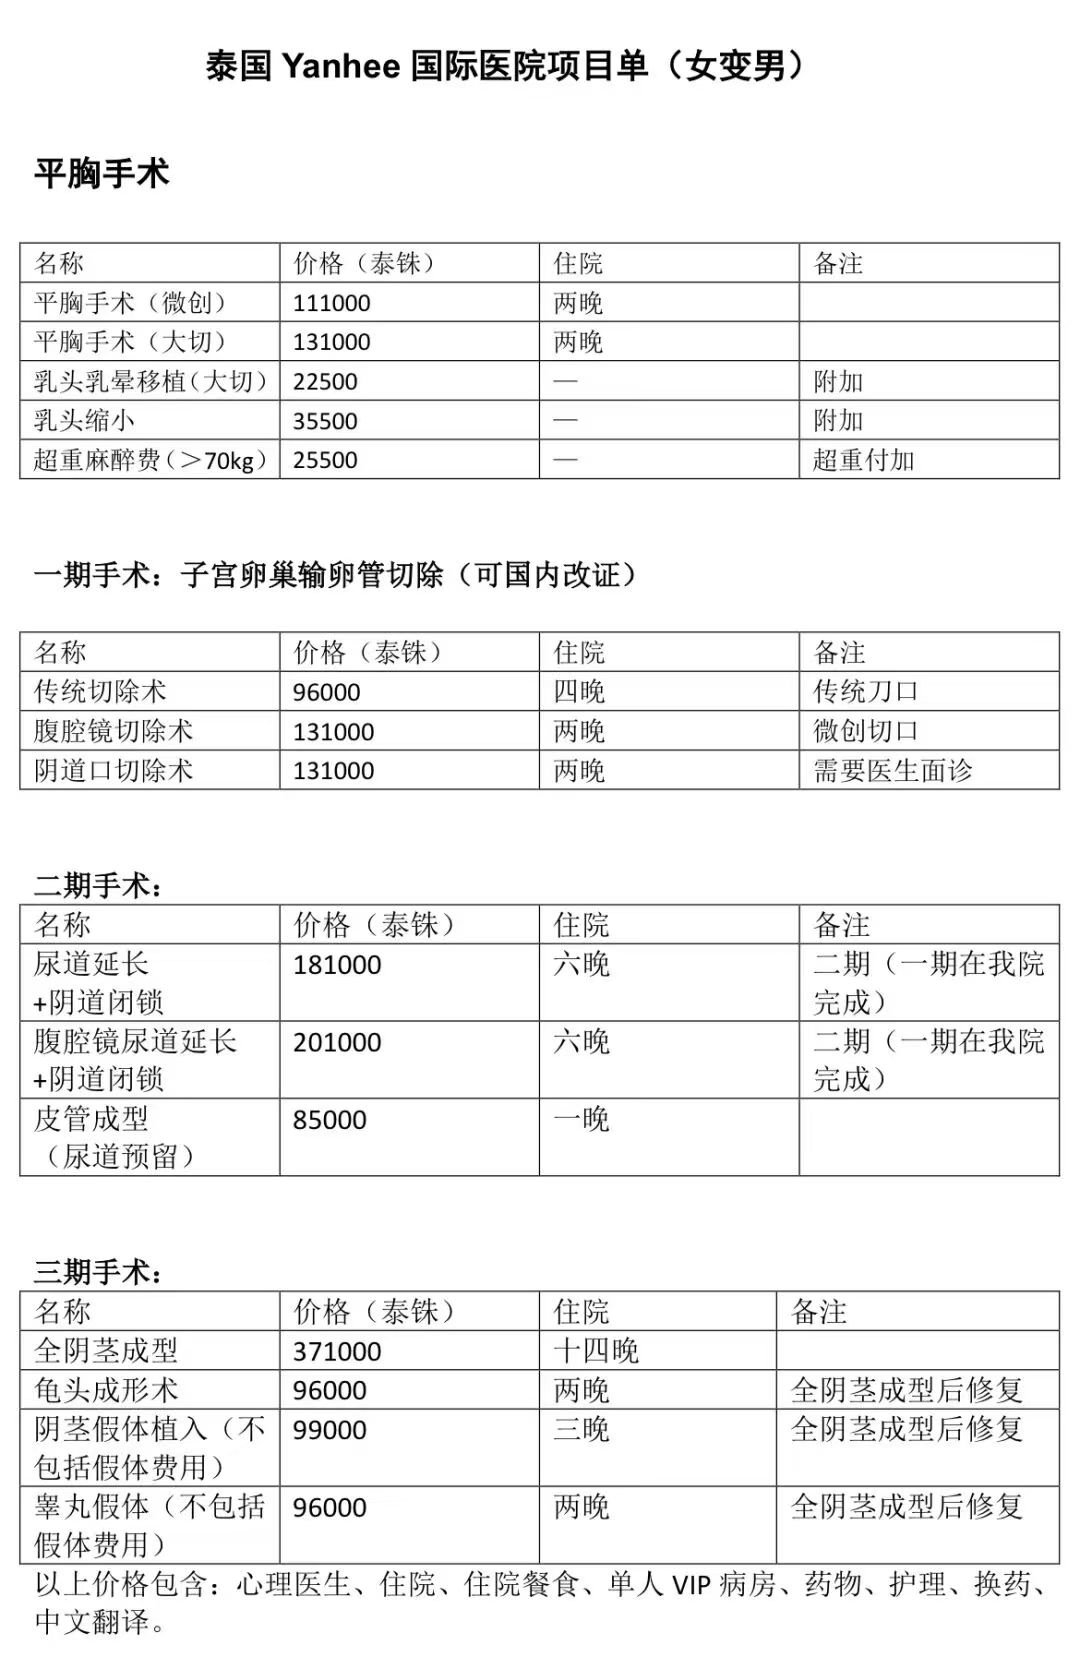 泰国 Yanhee 国际医院项目单（女变男）
平胸手术
名称 价格（泰铢） 住院 备注
平胸手术（微创） 111000 两晚
平胸手术（大切） 131000 两晚
乳头乳晕移植（大切） 22500 — 附加
乳头缩小 35500 — 附加
超重麻醉费（＞70kg） 25500 — 超重付加
一期手术：子宫卵巢输卵管切除（可国内改证）
名称 价格（泰铢） 住院 备注
传统切除术 96000 四晚 传统刀口
腹腔镜切除术 131000 两晚 微创切口
阴道口切除术 131000 两晚 需要医生面诊
二期手术：
名称 价格（泰铢） 住院 备注
尿道延长 181000 六晚 二期（一期在我院
+阴道闭锁 完成）
腹腔镜尿道延长 201000 六晚 二期（一期在我院
+阴道闭锁 完成）
皮管成型 85000 一晚
（尿道预留）
三期手术：
名称 价格（泰铢） 住院 备注
全阴茎成型 371000 十四晚
龟头成形术 96000 两晚 全阴茎成型后修复
阴茎假体植入（不 99000 三晚 全阴茎成型后修复
包括假体费用）
睾丸假体（不包括 96000 两晚 全阴茎成型后修复
假体费用）
以上价格包含：心理医生、住院、住院餐食、单人 VIP 病房、药物、护理、换药、
中文翻译。